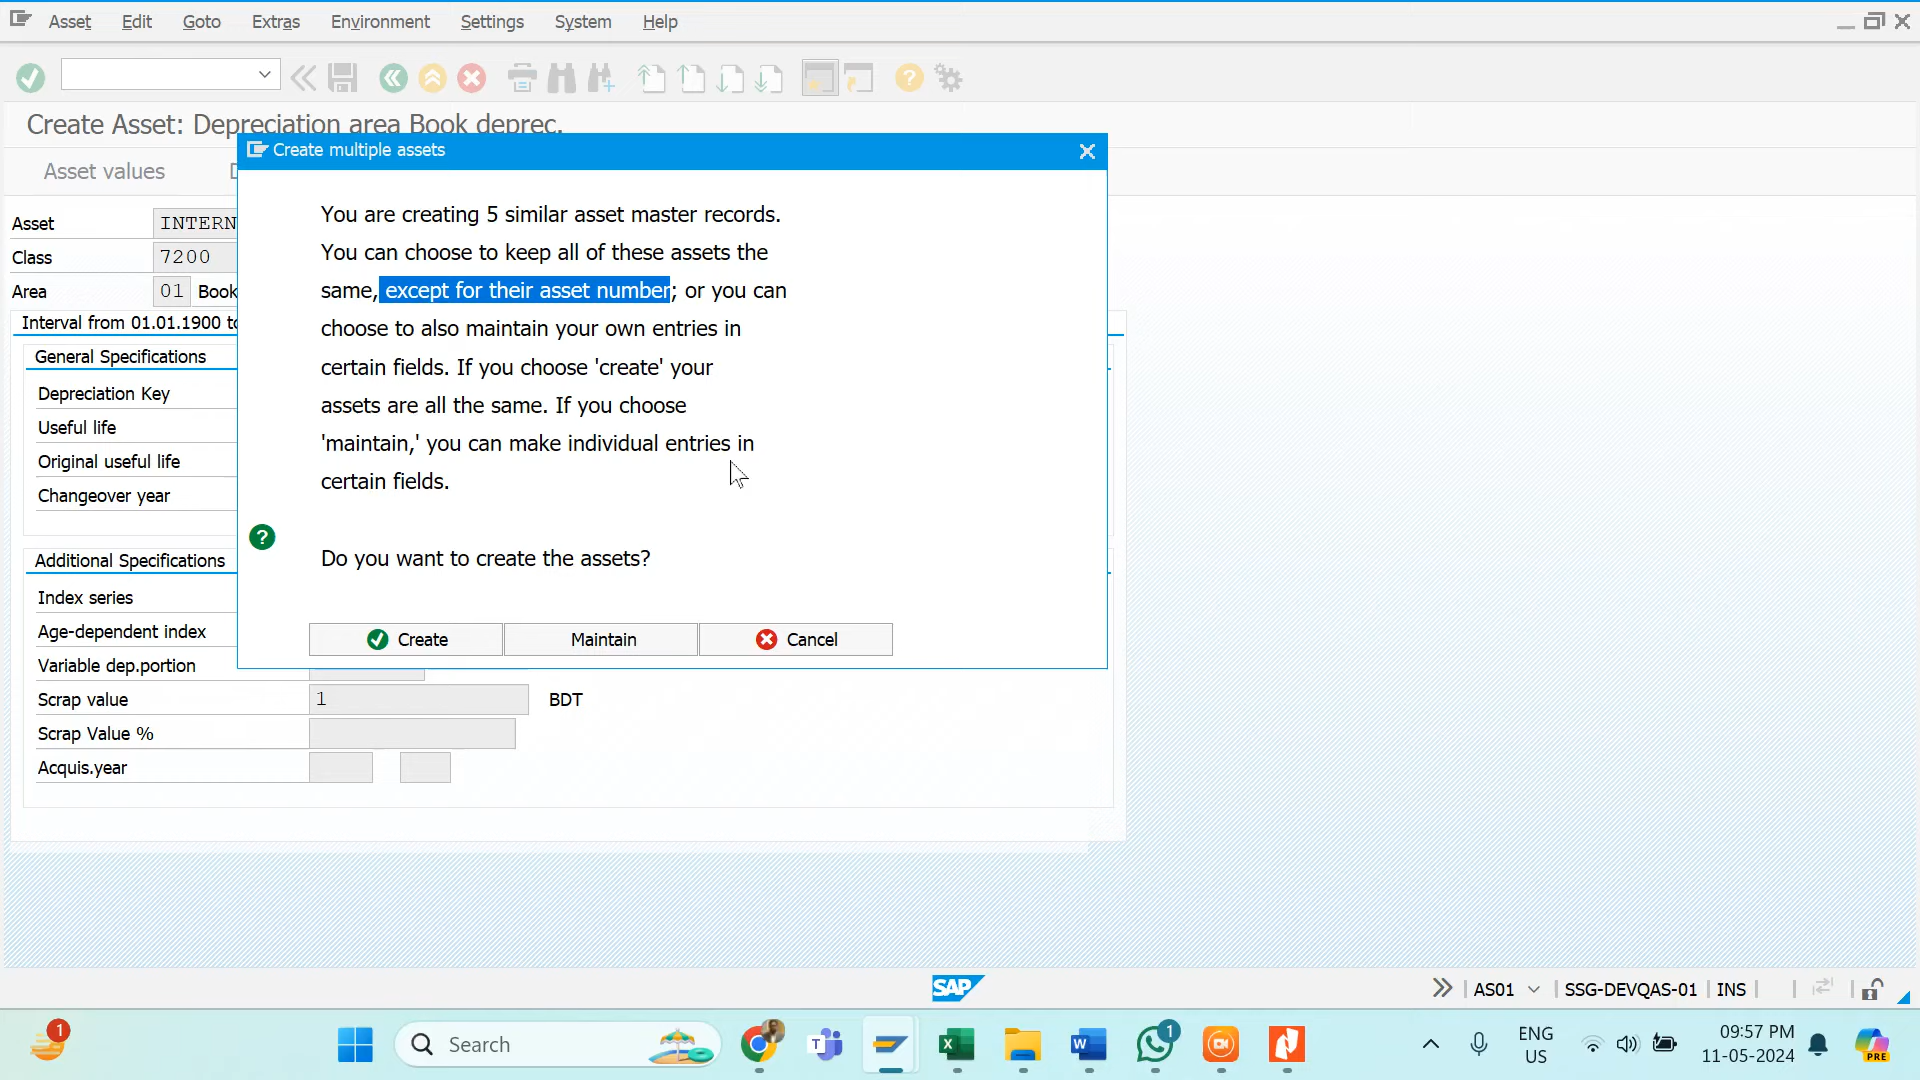 Asset Edit Goto Extras Environment Settings System Help
Create Asset: Depreciation area Book deprec.
Create multiple assets
Asset values
You are creating 5 similar asset master records.
You can choose to keep all of these assets the
same, except for their asset number; or you can
choose to also maintain your own entries in
certain fields. If you choose 'create' your
assets are all the same. If you choose
'maintain,' you can make individual entries in
certain fields.
Do you want to create the assets?
Create Maintain Cancel
Asset INTERN
Class 7200
Area 01 Book
Interval from 01.01.1900 to
General Specifications
Depreciation Key
Useful life
Original useful life
Changeover year
Additional Specifications
Index series
Age-dependent index
Variable dep.portion
Scrap value 1 BDT
Scrap Value %
Acquis.year
SAP
AS01 SSG-DEVQAS-01 INS
1
Search
1
ENG
US
09:57 PM
11-05-2024
PRE